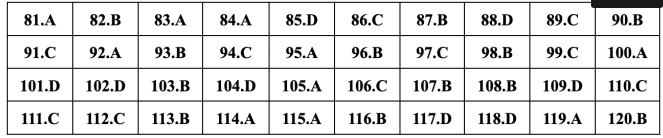 81.A 82.B 83.A 84.A 85.D 86.C 87.B 88.D 89.C 90.B
91.C 92.A 93.B 94.C 95.A 96.B 97.C 98.B 99.C 100.A
101.D 102.D 103.B 104.D 105.A 106.C 107.B 108.B 109.D 110.C
111.C 112.C 113.B 114.A 115.A 116.B 117.D 118.D 119.A 120.B